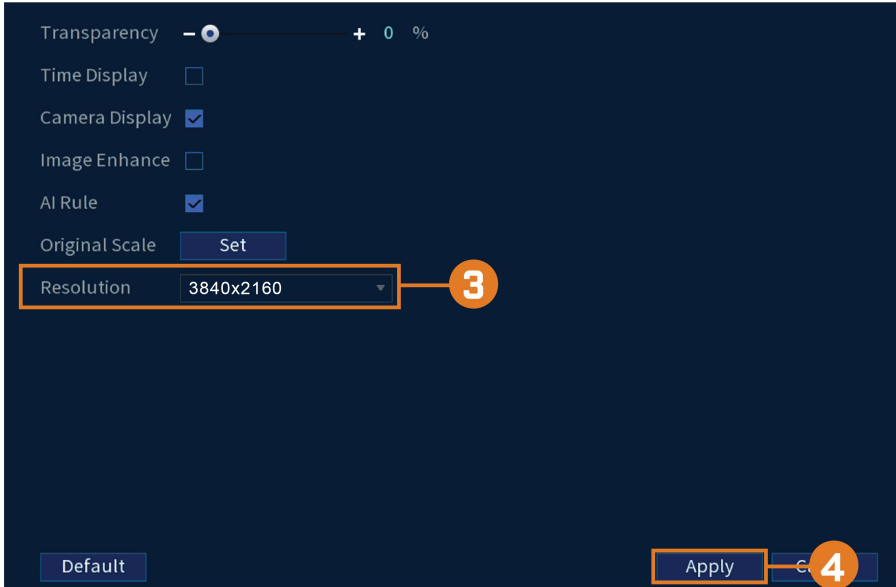 Transparency − + 0 %
Time Display
Camera Display
Image Enhance
AI Rule
Original Scale Set
Resolution 3840x2160 3
Default Apply 4